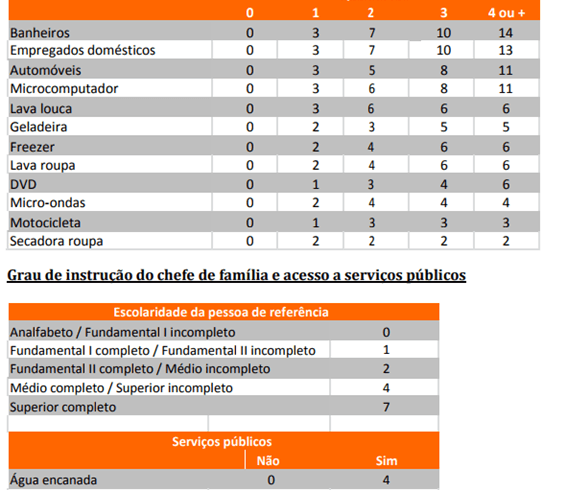 0 1 2 3 4 ou +
Banheiros 0 3 7 10 14
Empregados domésticos 0 3 7 10 13
Automóveis 0 3 5 8 11
Microcomputador 0 3 6 8 11
Lava louca 0 3 6 6 6
Geladeira 0 2 3 5 5
Freezer 0 2 4 6 6
Lava roupa 0 2 4 6 6
DVD 0 1 3 4 6
Micro-ondas 0 2 4 4 4
Motocicleta 0 1 3 3 3
Secadora roupa 0 2 2 2 2
Grau de instrução do chefe de família e acesso a serviços públicos
Escolaridade da pessoa de referência
Analfabeto / Fundamental I incompleto 0
Fundamental I completo / Fundamental II incompleto 1
Fundamental II completo / Médio incompleto 2
Médio completo / Superior incompleto 4
Superior completo 7
Serviços públicos
Não Sim
Água encanada 0 4